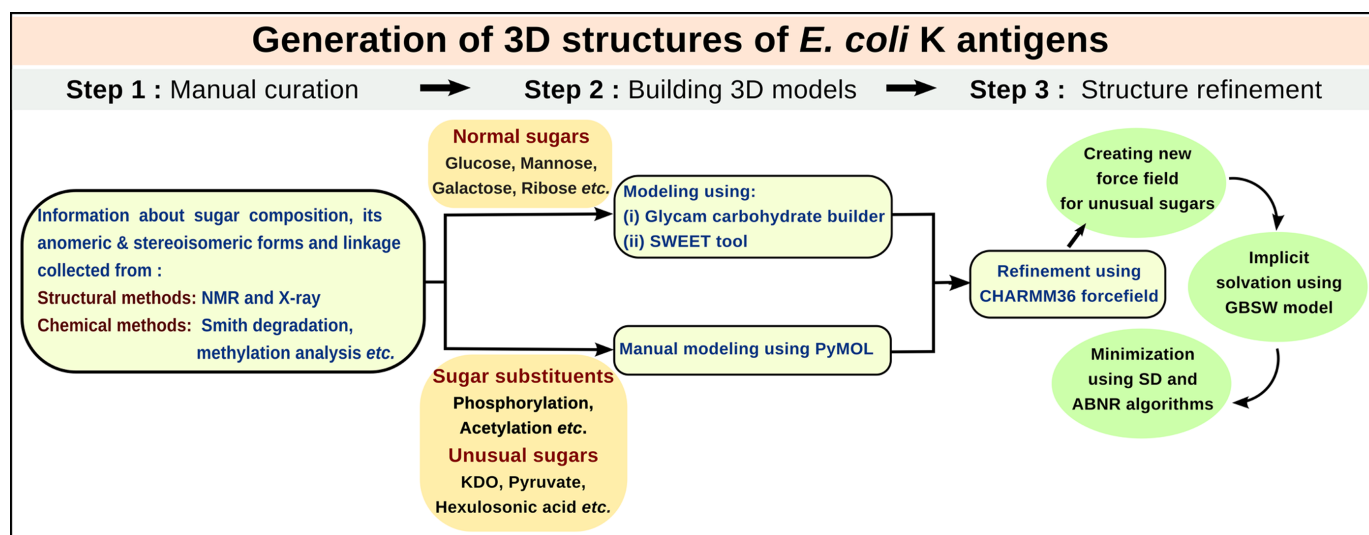 Generation of 3D structures of E. coli K antigens
Step 1 : Manual curation
Step 2 : Building 3D models
Step 3 : Structure refinement
Information about sugar composition, its
anomeric & stereoisomeric forms and linkage
collected from :
Structural methods: NMR and X-ray
Chemical methods: Smith degradation,
methylation analysis etc.
Normal sugars
Glucose, Mannose,
Galactose, Ribose etc.
Modeling using:
(i) Glycam carbohydrate builder
(ii) SWEET tool
Manual modeling using PyMOL
Sugar substituents
Phosphorylation,
Acetylation etc.
Unusual sugars
KDO, Pyruvate,
Hexulosonic acid etc.
Refinement using
CHARMM36 forcefield
Creating new
force field
for unusual sugars
Implicit
solvation using
GBSW model
Minimization
using SD and
ABNR algorithms